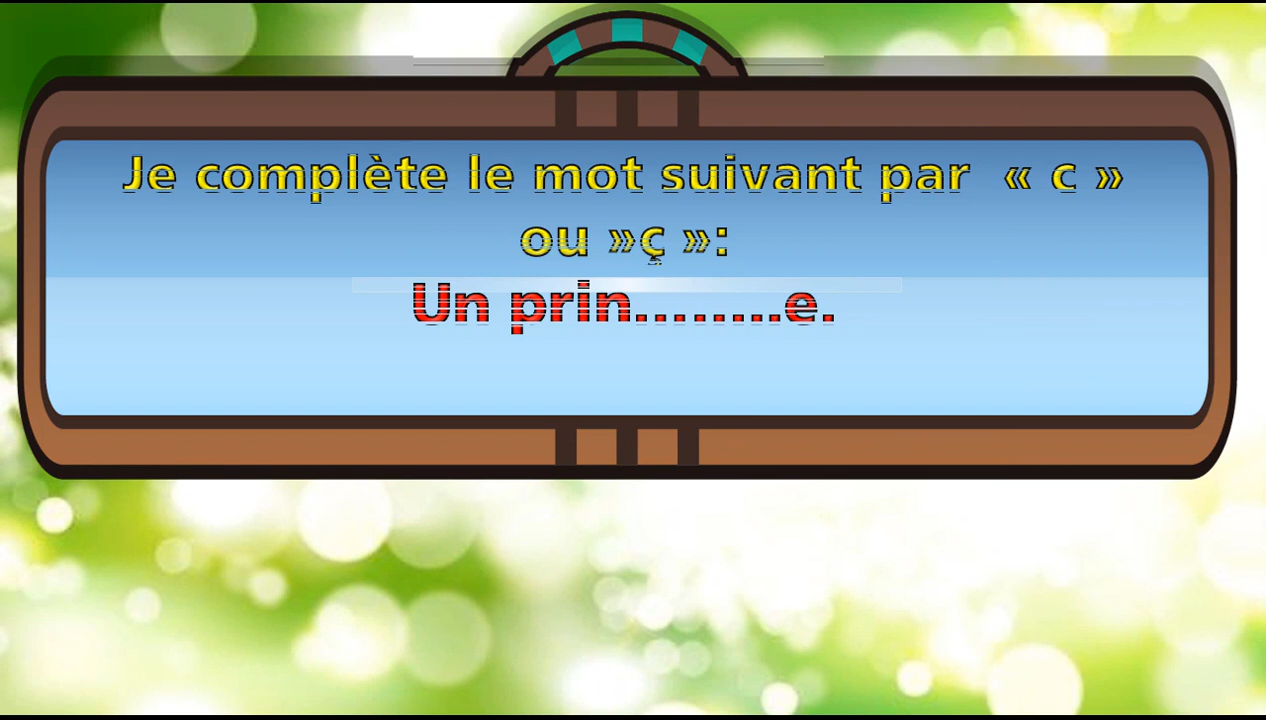 Je complète le mot suivant par « c »
ou »ç »:
Un prin........e.